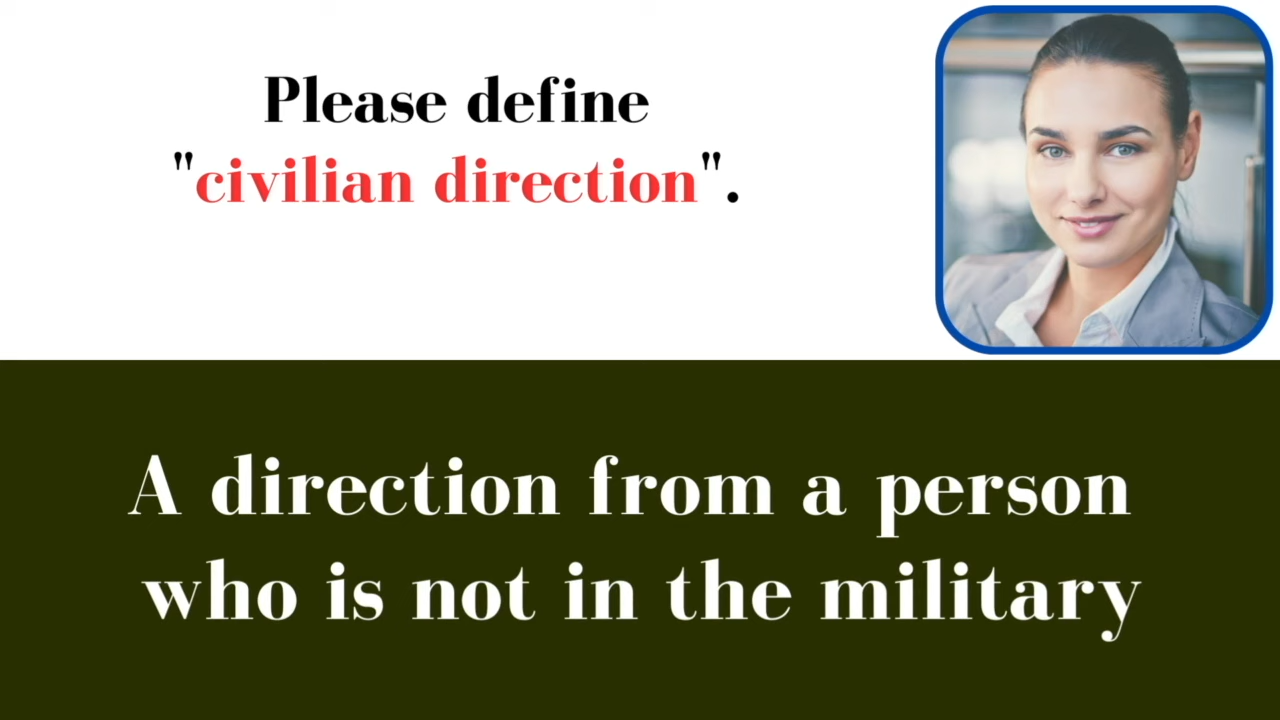 Please define
"civilian direction".
A direction from a person
who is not in the military